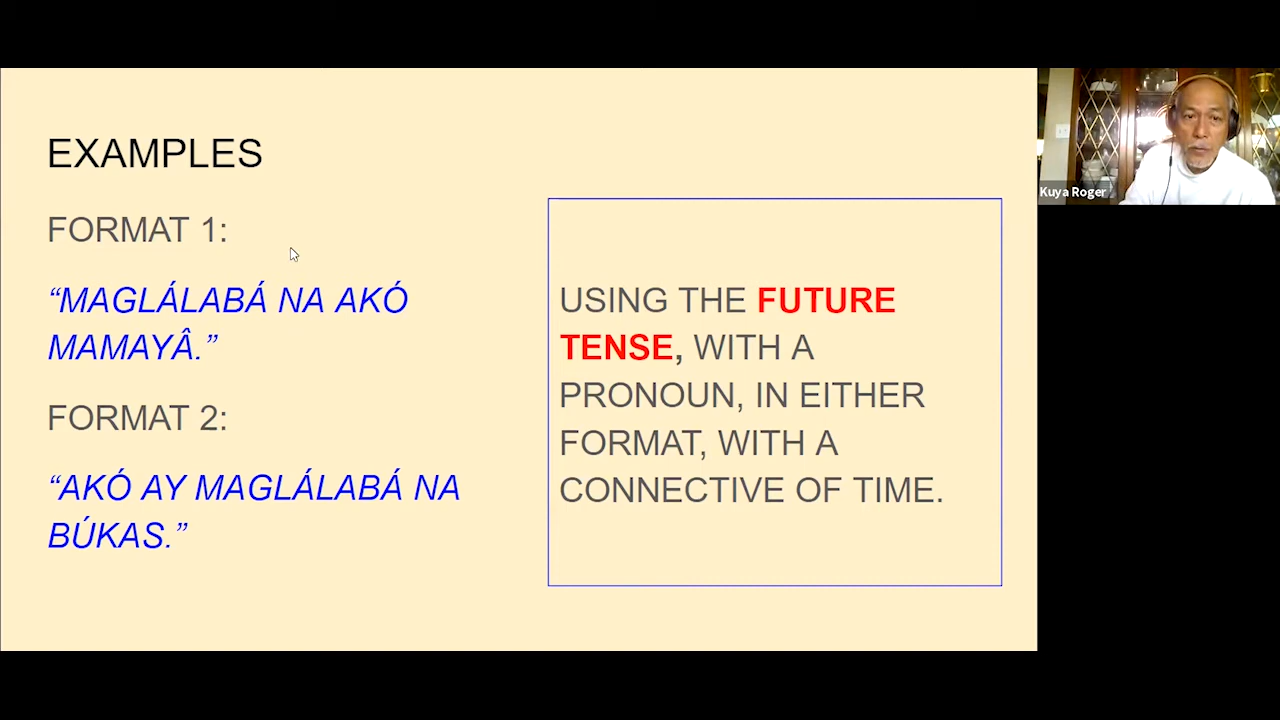 EXAMPLES
FORMAT 1:
“MAGLÁLABÁ NA AKÓ
MAMAYÂ.”
FORMAT 2:
“AKÓ AY MAGLÁLABÁ NA
BÚKAS.”
USING THE FUTURE
TENSE, WITH A
PRONOUN, IN EITHER
FORMAT, WITH A
CONNECTIVE OF TIME.
Kuya Roger